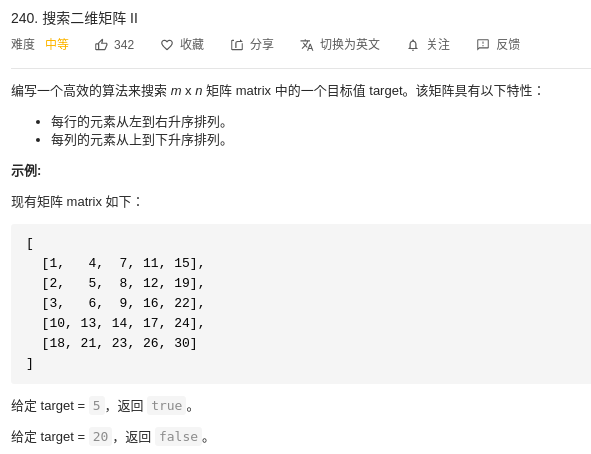 240. 搜索二维矩阵 II
难度 中等 342 收藏 分享 切换为英文 关注 反馈
编写一个高效的算法来搜索 m x n 矩阵 matrix 中的一个目标值 target。该矩阵具有以下特性：
• 每行的元素从左到右升序排列。
• 每列的元素从上到下升序排列。
示例:
现有矩阵 matrix 如下：
[
[1,   4,  7, 11, 15],
[2,   5,  8, 12, 19],
[3,   6,  9, 16, 22],
[10, 13, 14, 17, 24],
[18, 21, 23, 26, 30]
]
给定 target = 5，返回 true。
给定 target = 20，返回 false。